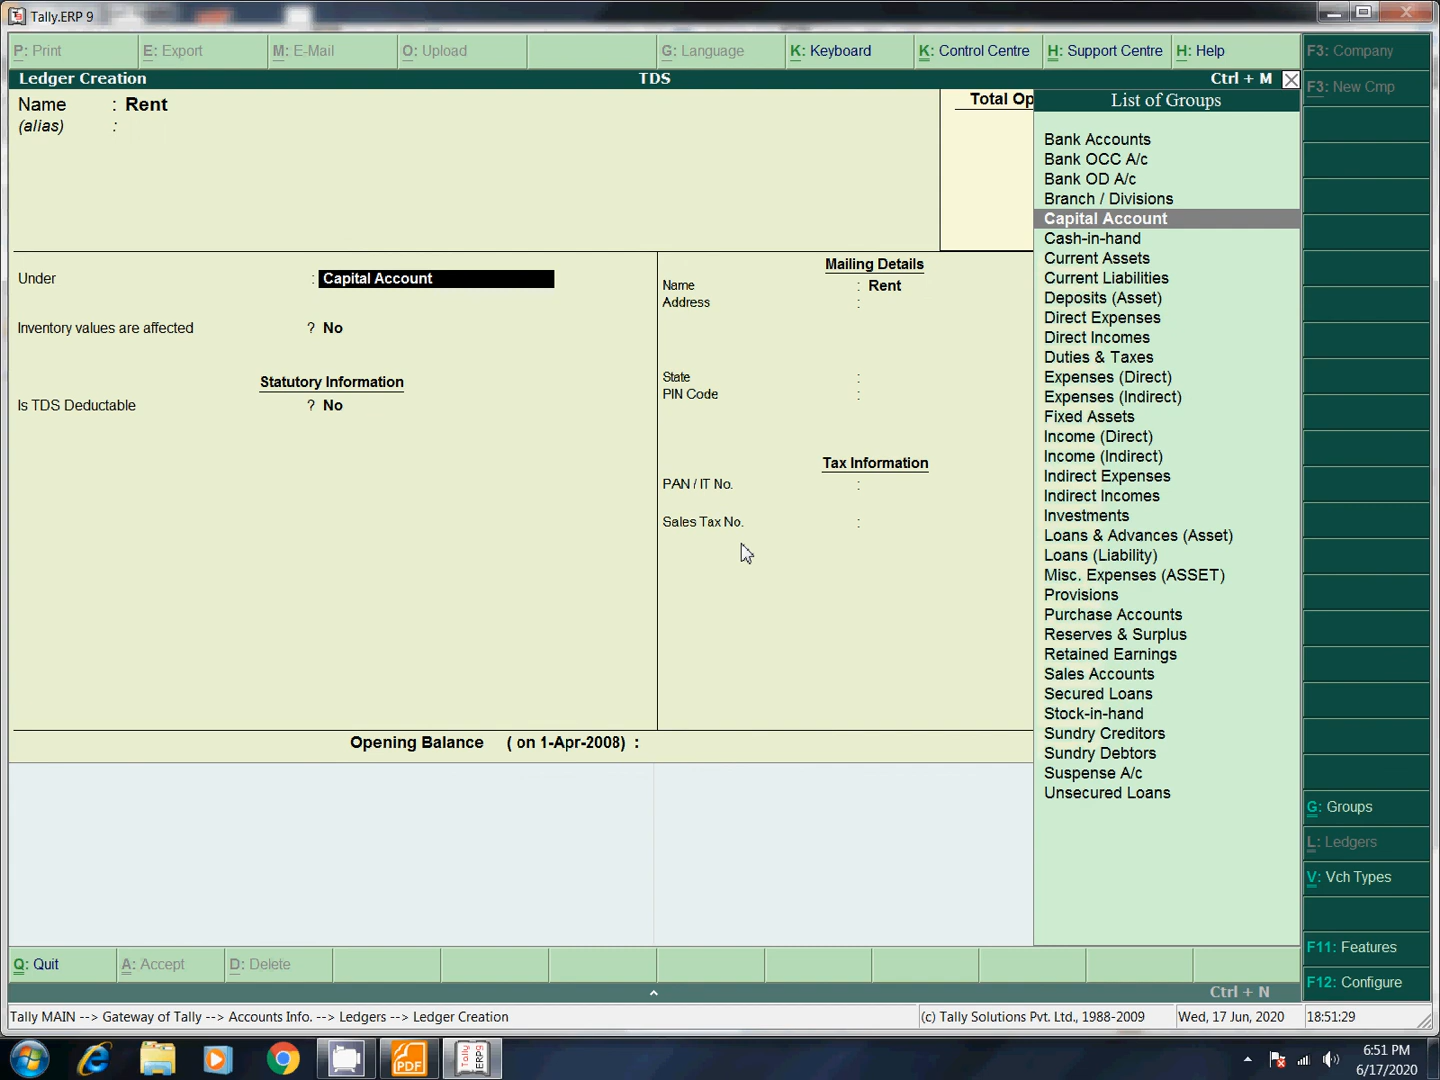 Tally.ERP 9
P: Print
E: Export
M: E-Mail
O: Upload
G: Language
K: Keyboard
K: Control Centre
H: Support Centre
H: Help
F3: Company
Ledger Creation
TDS
Ctrl + M
F3: New Cmp
Name : Rent
(alias) :
Total Op
List of Groups
Bank Accounts
Bank OCC A/c
Bank OD A/c
Branch / Divisions
Capital Account
Cash-in-hand
Current Assets
Current Liabilities
Deposits (Asset)
Direct Expenses
Direct Incomes
Duties & Taxes
Expenses (Direct)
Expenses (Indirect)
Fixed Assets
Income (Direct)
Income (Indirect)
Indirect Expenses
Indirect Incomes
Investments
Loans & Advances (Asset)
Loans (Liability)
Misc. Expenses (ASSET)
Provisions
Purchase Accounts
Reserves & Surplus
Retained Earnings
Sales Accounts
Secured Loans
Stock-in-hand
Sundry Creditors
Sundry Debtors
Suspense A/c
Unsecured Loans
Under : Capital Account
Inventory values are affected ? No
Statutory Information
Is TDS Deductable ? No
Mailing Details
Name : Rent
Address :
State :
PIN Code :
Tax Information
PAN / IT No. :
Sales Tax No. :
Opening Balance ( on 1-Apr-2008) :
G: Groups
L: Ledgers
V: Vch Types
F11: Features
F12: Configure
Q: Quit
A: Accept
D: Delete
Ctrl + N
Tally MAIN --> Gateway of Tally --> Accounts Info. --> Ledgers --> Ledger Creation
(c) Tally Solutions Pvt. Ltd., 1988-2009
Wed, 17 Jun, 2020
18:51:29
PDF
Tally
ERP9
6:51 PM
6/17/2020